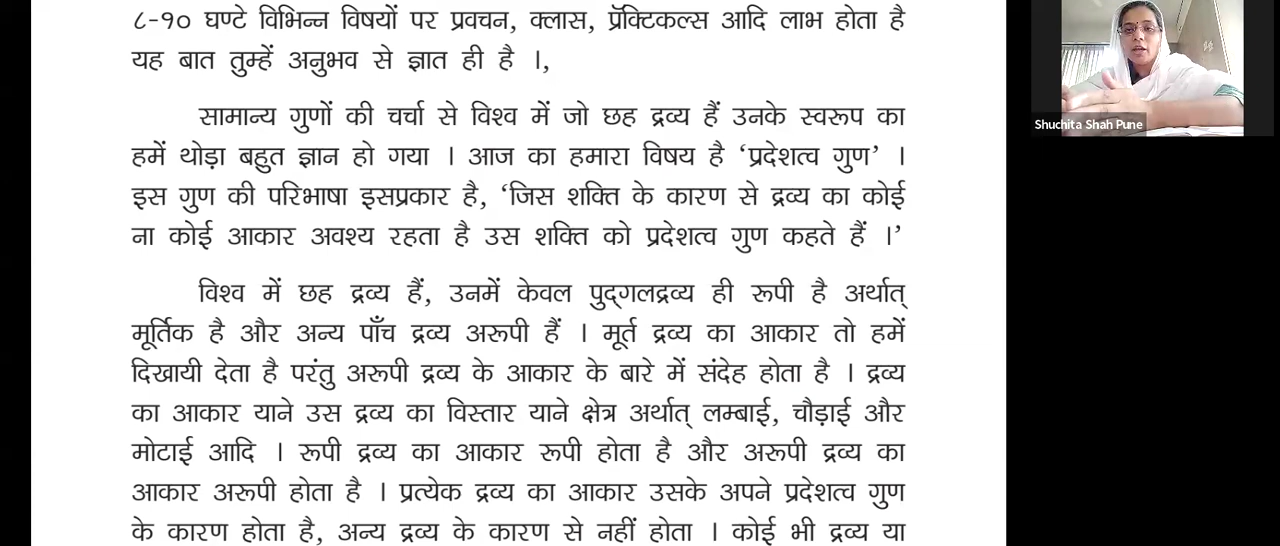 ८-१० घण्टे विभिन्न विषयों पर प्रवचन, क्लास, प्रॅक्टिकल्स आदि लाभ होता है
यह बात तुम्हें अनुभव से ज्ञात ही है ।,
सामान्य गुणों की चर्चा से विश्व में जो छह द्रव्य हैं उनके स्वरूप का
हमें थोड़ा बहुत ज्ञान हो गया । आज का हमारा विषय है ‘प्रदेशत्व गुण’ ।
इस गुण की परिभाषा इसप्रकार है, ‘जिस शक्ति के कारण से द्रव्य का कोई
ना कोई आकार अवश्य रहता है उस शक्ति को प्रदेशत्व गुण कहते हैं ।’
विश्व में छह द्रव्य हैं, उनमें केवल पुद्गलद्रव्य ही रूपी है अर्थात्
मूर्तिक है और अन्य पाँच द्रव्य अरूपी हैं । मूर्त द्रव्य का आकार तो हमें
दिखायी देता है परंतु अरूपी द्रव्य के आकार के बारे में संदेह होता है । द्रव्य
का आकार याने उस द्रव्य का विस्तार याने क्षेत्र अर्थात् लम्बाई, चौड़ाई और
मोटाई आदि । रूपी द्रव्य का आकार रूपी होता है और अरूपी द्रव्य का
आकार अरूपी होता है । प्रत्येक द्रव्य का आकार उसके अपने प्रदेशत्व गुण
के कारण होता है, अन्य द्रव्य के कारण से नहीं होता । कोई भी द्रव्य या
Shuchita Shah Pune